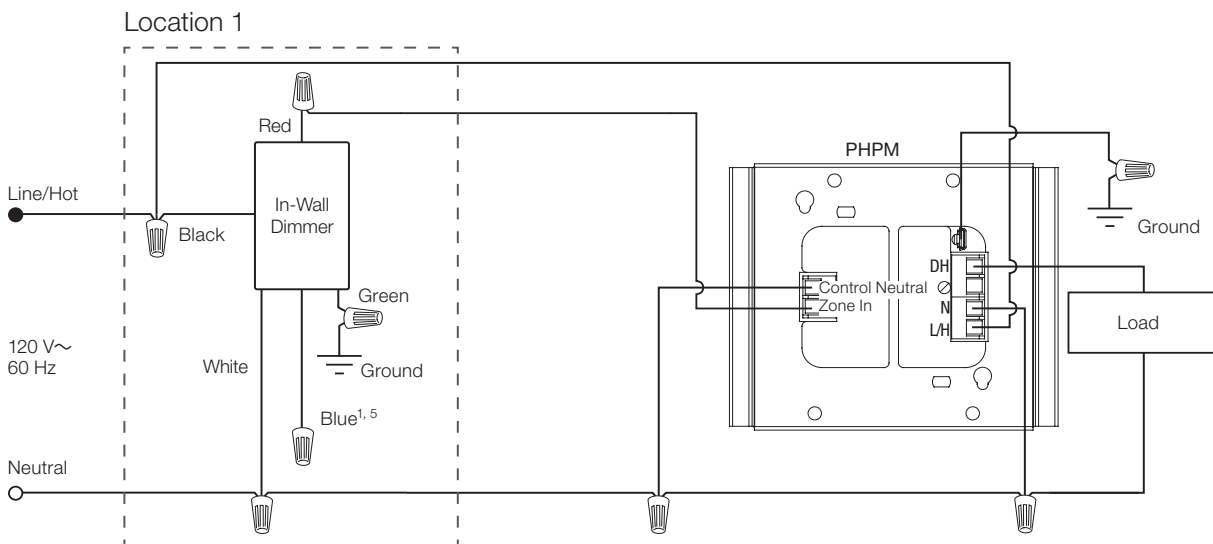 Location 1
Red
PHPM
Line/Hot
In-Wall
Dimmer
Black
Ground
DH
Control Neutral
Green
Zone In
N
L/H
Load
120 V~
60 Hz
White
Ground
Blue1, 5
Neutral